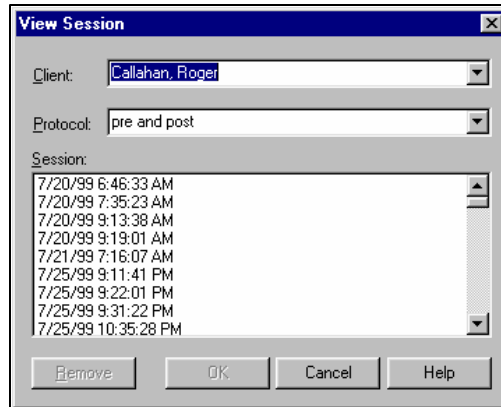 View Session
Client: Callahan, Roger
Protocol: pre and post
Session:
7/20/99 6:46:33 AM
7/20/99 7:35:23 AM
7/20/99 9:13:38 AM
7/20/99 9:19:01 AM
7/21/99 7:16:07 AM
7/25/99 9:11:41 PM
7/25/99 9:22:01 PM
7/25/99 9:31:22 PM
7/25/99 10:35:28 PM
Remove OK Cancel Help